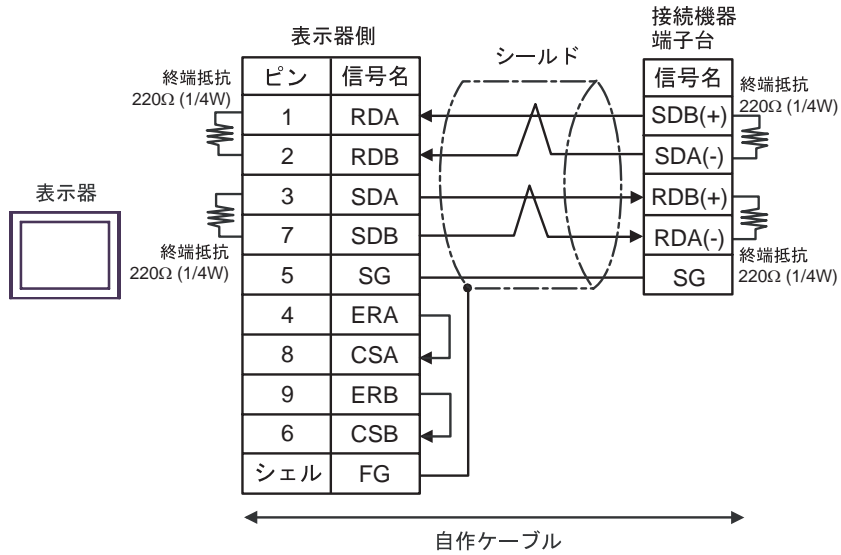 表示器側
シールド
接続機器
端子台
ピン 信号名
1 RDA
2 RDB
3 SDA
7 SDB
5 SG
4 ERA
8 CSA
9 ERB
6 CSB
シェル FG
終端抵抗
220Ω (1/4W)
終端抵抗
220Ω (1/4W)
表示器
信号名
SDB(+)
SDA(-)
RDB(+)
RDA(-)
SG
終端抵抗
220Ω (1/4W)
終端抵抗
220Ω (1/4W)
自作ケーブル